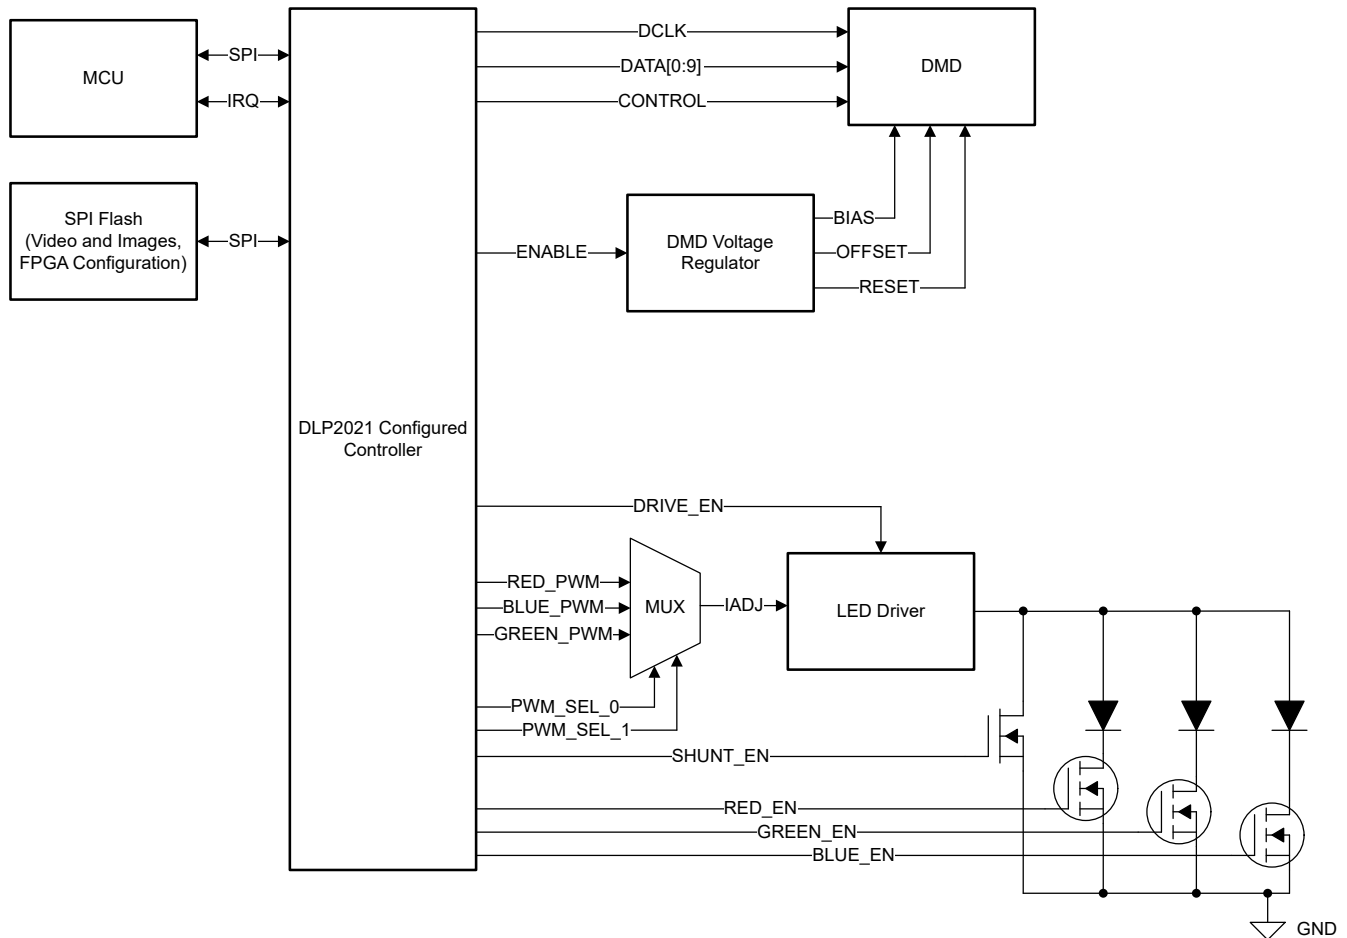 MCU
SPI
IRQ
SPI Flash
(Video and Images,
FPGA Configuration)
SPI
DLP2021 Configured
Controller
DCLK
DATA[0:9]
CONTROL
DMD
ENABLE
DMD Voltage
Regulator
BIAS
OFFSET
RESET
DRIVE_EN
RED_PWM
BLUE_PWM
GREEN_PWM
MUX
IADJ
LED Driver
PWM_SEL_0
PWM_SEL_1
SHUNT_EN
RED_EN
GREEN_EN
BLUE_EN
GND